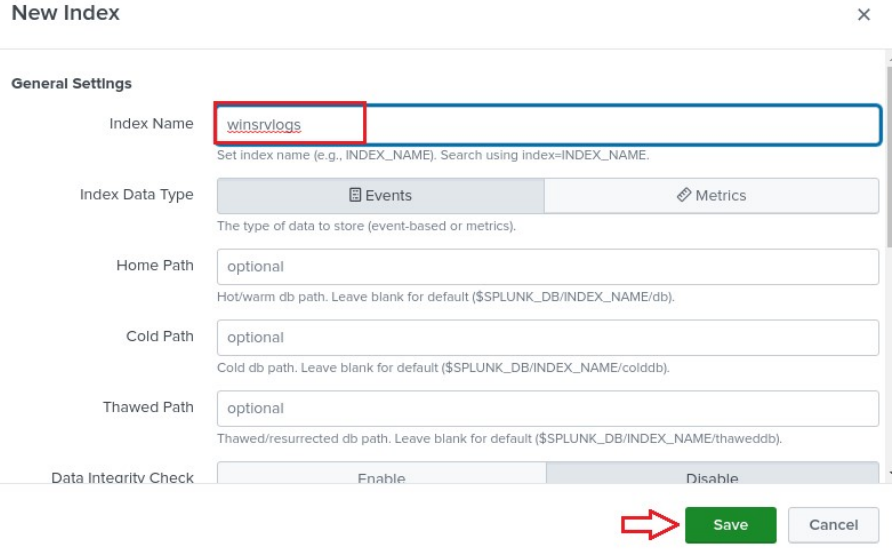 New Index
×
General Settings
Index Name
winsrvlogs
Set index name (e.g., INDEX_NAME). Search using index=INDEX_NAME.
Index Data Type
Events
Metrics
The type of data to store (event-based or metrics).
Home Path
optional
Hot/warm db path. Leave blank for default ($SPLUNK_DB/INDEX_NAME/db).
Cold Path
optional
Cold db path. Leave blank for default ($SPLUNK_DB/INDEX_NAME/colddb).
Thawed Path
optional
Thawed/resurrected db path. Leave blank for default ($SPLUNK_DB/INDEX_NAME/thaweddb).
Data Integrity Check
Enable
Disable
Save
Cancel